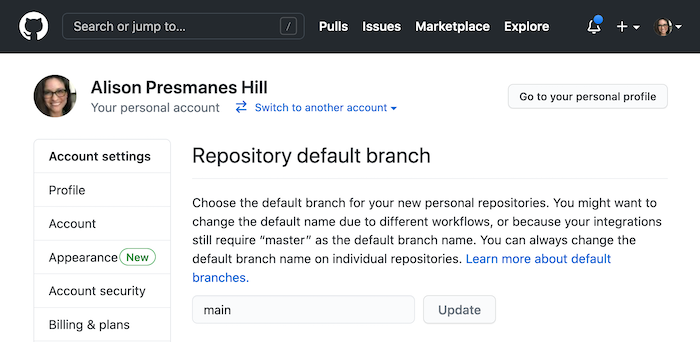 Search or jump to... /
Pulls Issues Marketplace Explore
Alison Presmanes Hill
Your personal account Switch to another account
Go to your personal profile
Account settings
Profile
Account
Appearance New
Account security
Billing & plans
Repository default branch
Choose the default branch for your new personal repositories. You might want to
change the default name due to different workflows, or because your integrations
still require “master” as the default branch name. You can always change the
default branch name on individual repositories. Learn more about default
branches.
main
Update